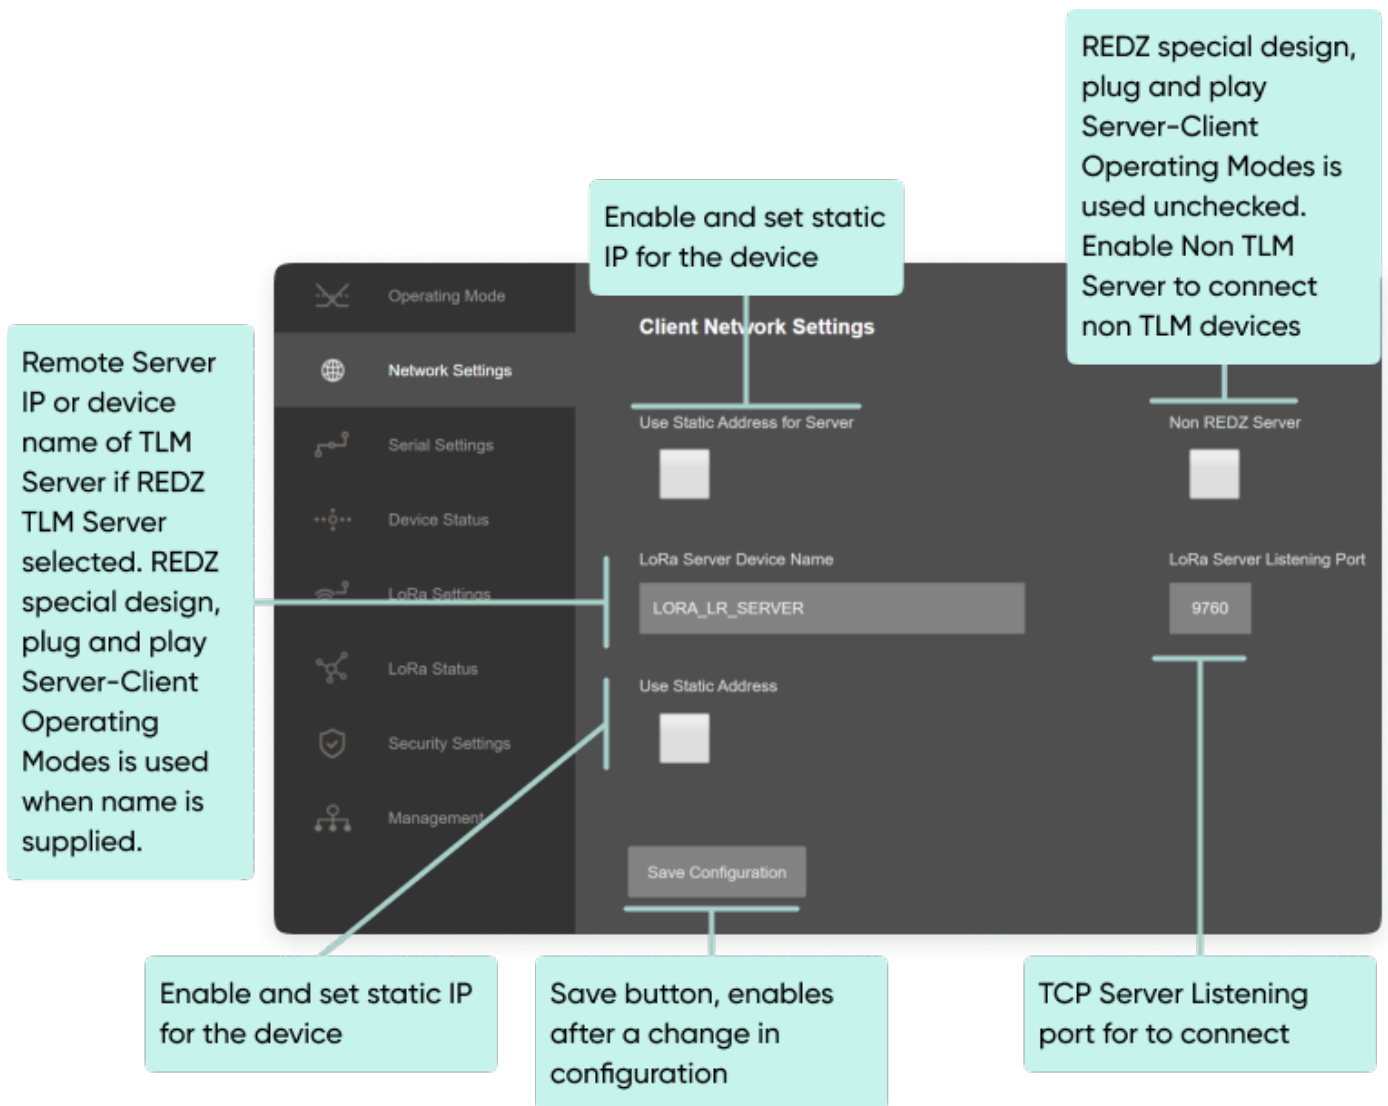 REDZ special design,
plug and play
Server-Client
Operating Modes is
used unchecked.
Enable Non TLM
Server to connect
non TLM devices
Enable and set static
IP for the device
Remote Server
IP or device
name of TLM
Server if REDZ
TLM Server
selected. REDZ
special design,
plug and play
Server-Client
Operating
Modes is used
when name is
supplied.
Operating Mode
Network Settings
Serial Settings
Device Status
LoRa Settings
LoRa Status
Security Settings
Management
Client Network Settings
Use Static Address for Server
Non REDZ Server
LoRa Server Device Name
LoRa Server Listening Port
LORA_LR_SERVER
9760
Use Static Address
Save Configuration
Enable and set static IP
for the device
Save button, enables
after a change in
configuration
TCP Server Listening
port for to connect